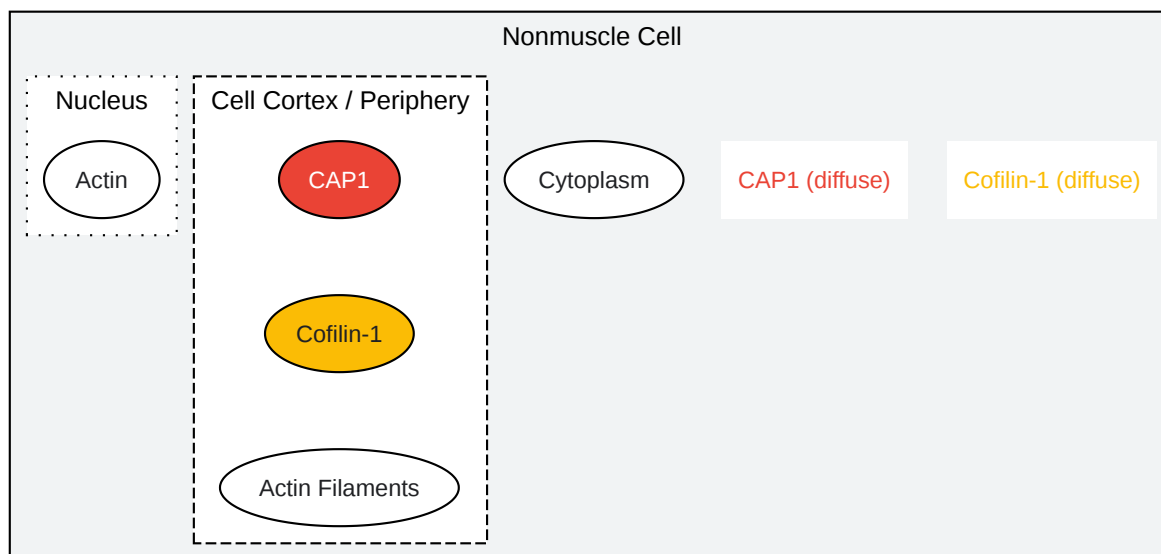 Nonmuscle Cell
Nucleus
Cell Cortex / Periphery
Actin
CAP1
Cytoplasm
CAP1 (diffuse)
Cofilin-1 (diffuse)
Cofilin-1
Actin Filaments